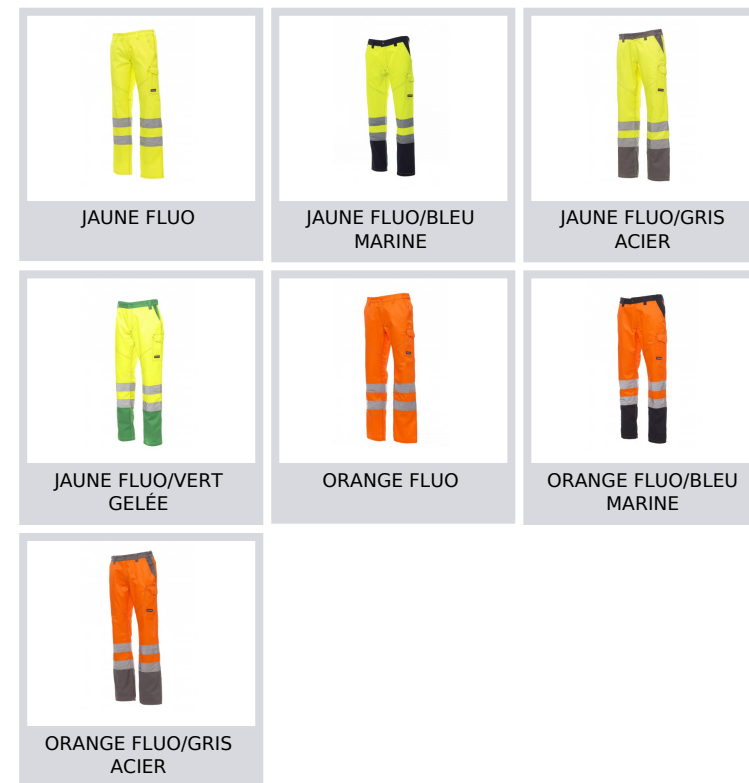 JAUNE FLUO
JAUNE FLUO/BLEU
MARINE
JAUNE FLUO/GRIS
ACIER
JAUNE FLUO/VERT
GELÉE
ORANGE FLUO
ORANGE FLUO/BLEU
MARINE
ORANGE FLUO/GRIS
ACIER